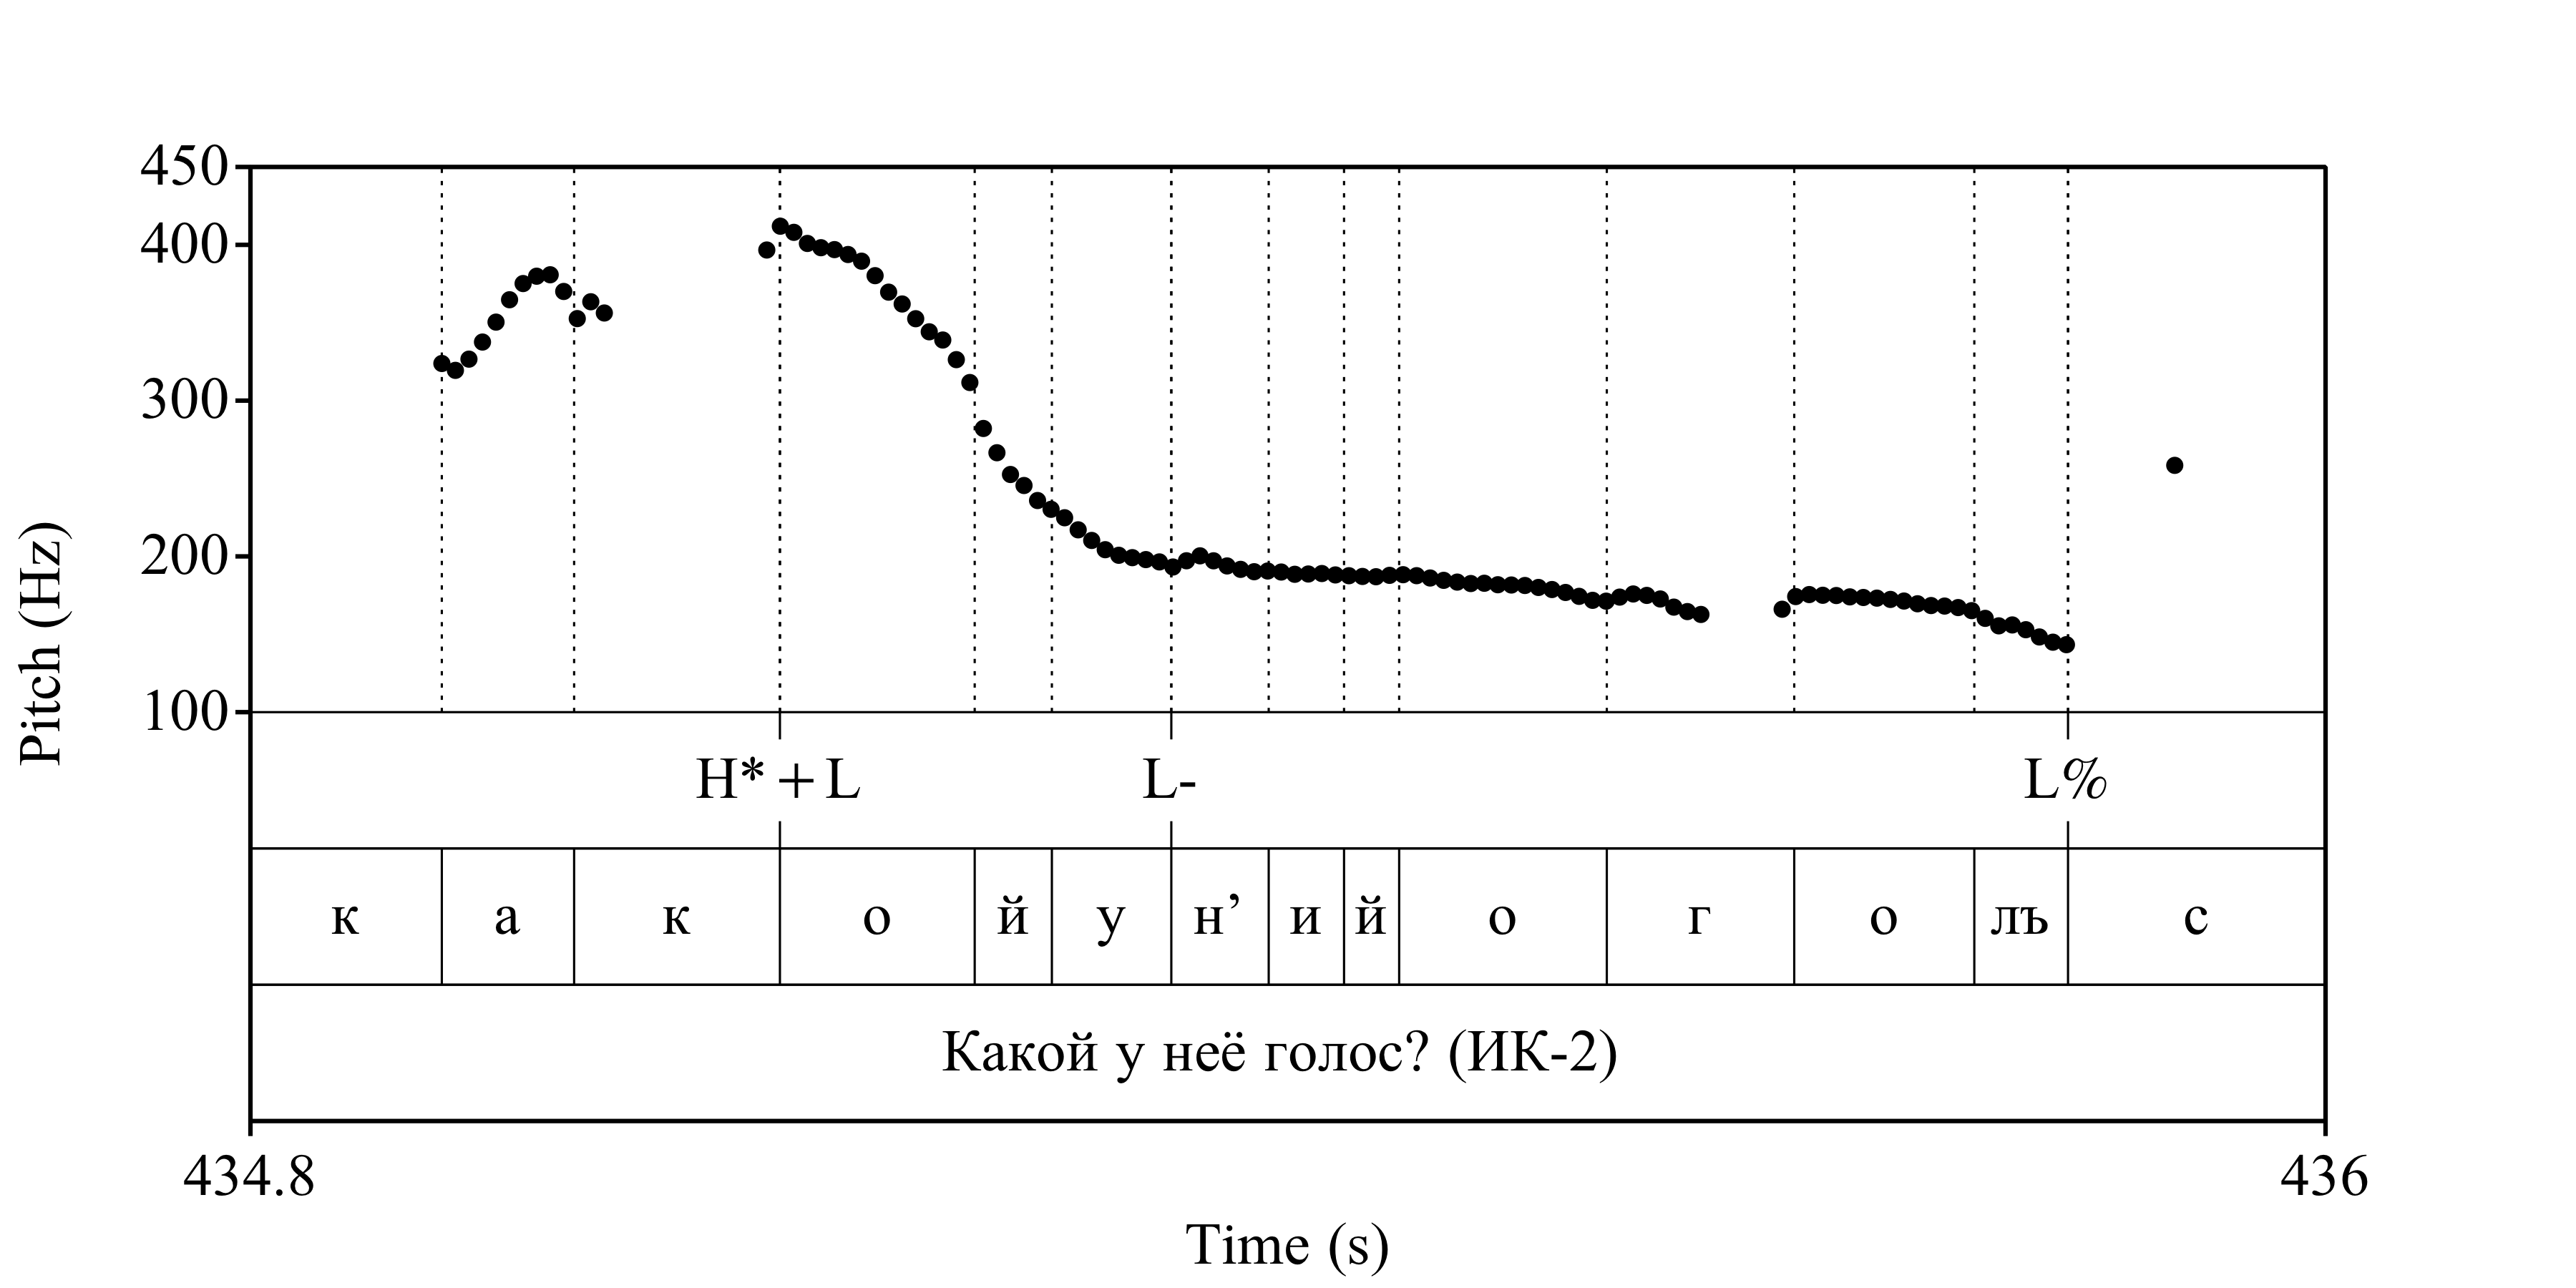 450
400
300
200
100
Pitch (Hz)
H* + L L- L%
к а к о й у н’ и й о г о лъ с
Какой у неё голос? (ИК-2)
434.8 436
Time (s)